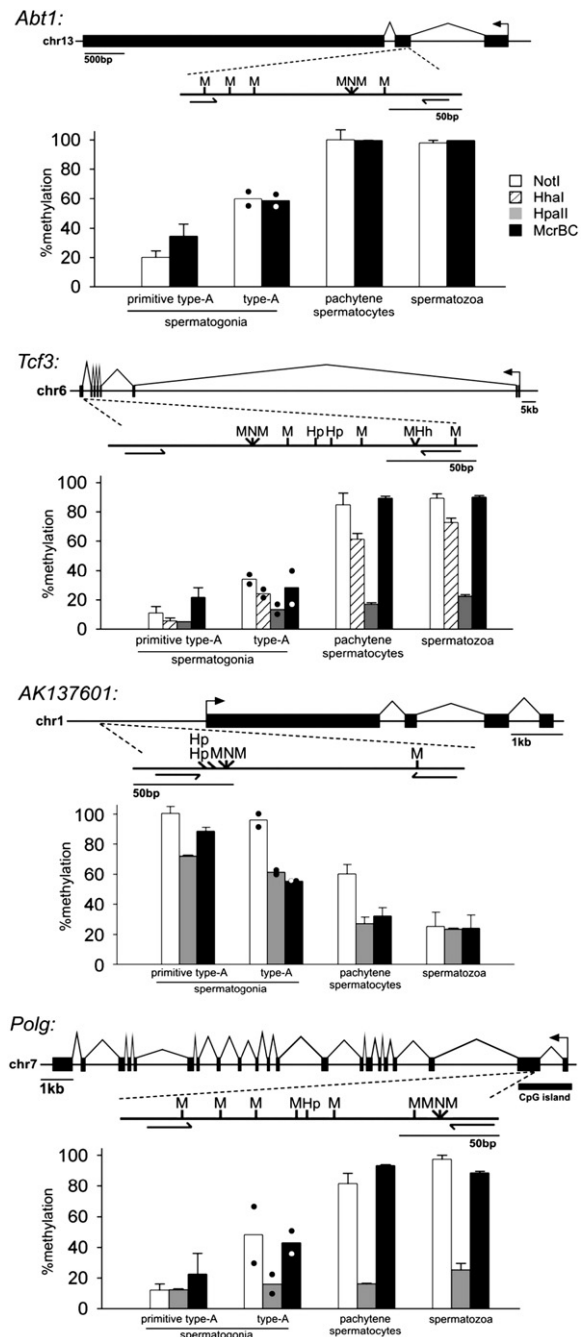 Abt1:
chr13
500bp
M M M MNM M
50bp
100
80
60
40
20
0
%methylation
NotI
HhaI
HpaII
McrBC
primitive type-A type-A pachytene spermatozoa
spermatocytes
spermatogonia
Tcf3:
chr6
5kb
MNM M Hp Hp M MHh M
50bp
100
80
60
40
20
0
%methylation
primitive type-A type-A pachytene spermatozoa
spermatocytes
spermatogonia
AK137601:
chr1
1kb
Hp
Hp MNM M
50bp
100
80
60
40
20
0
%methylation
primitive type-A type-A pachytene spermatozoa
spermatocytes
spermatogonia
Polg:
chr7
1kb
CpG island
M M M MHp M MMNM
50bp
100
80
60
40
20
0
%methylation
primitive type-A type-A pachytene spermatozoa
spermatocytes
spermatogonia